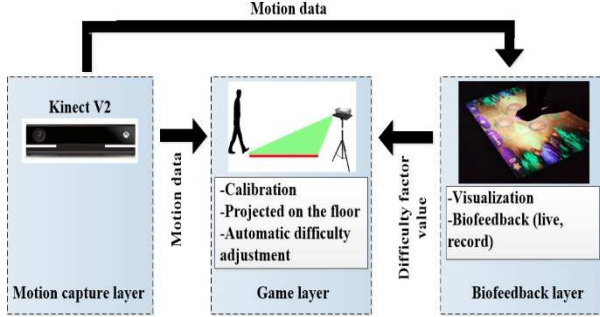 Motion data
Kinect V2
Motion data
-Calibration
-Projected on the floor
-Automatic difficulty
adjustment
Difficulty factor
value
-Visualization
-Biofeedback (live,
record)
Motion capture layer
Game layer
Biofeedback layer